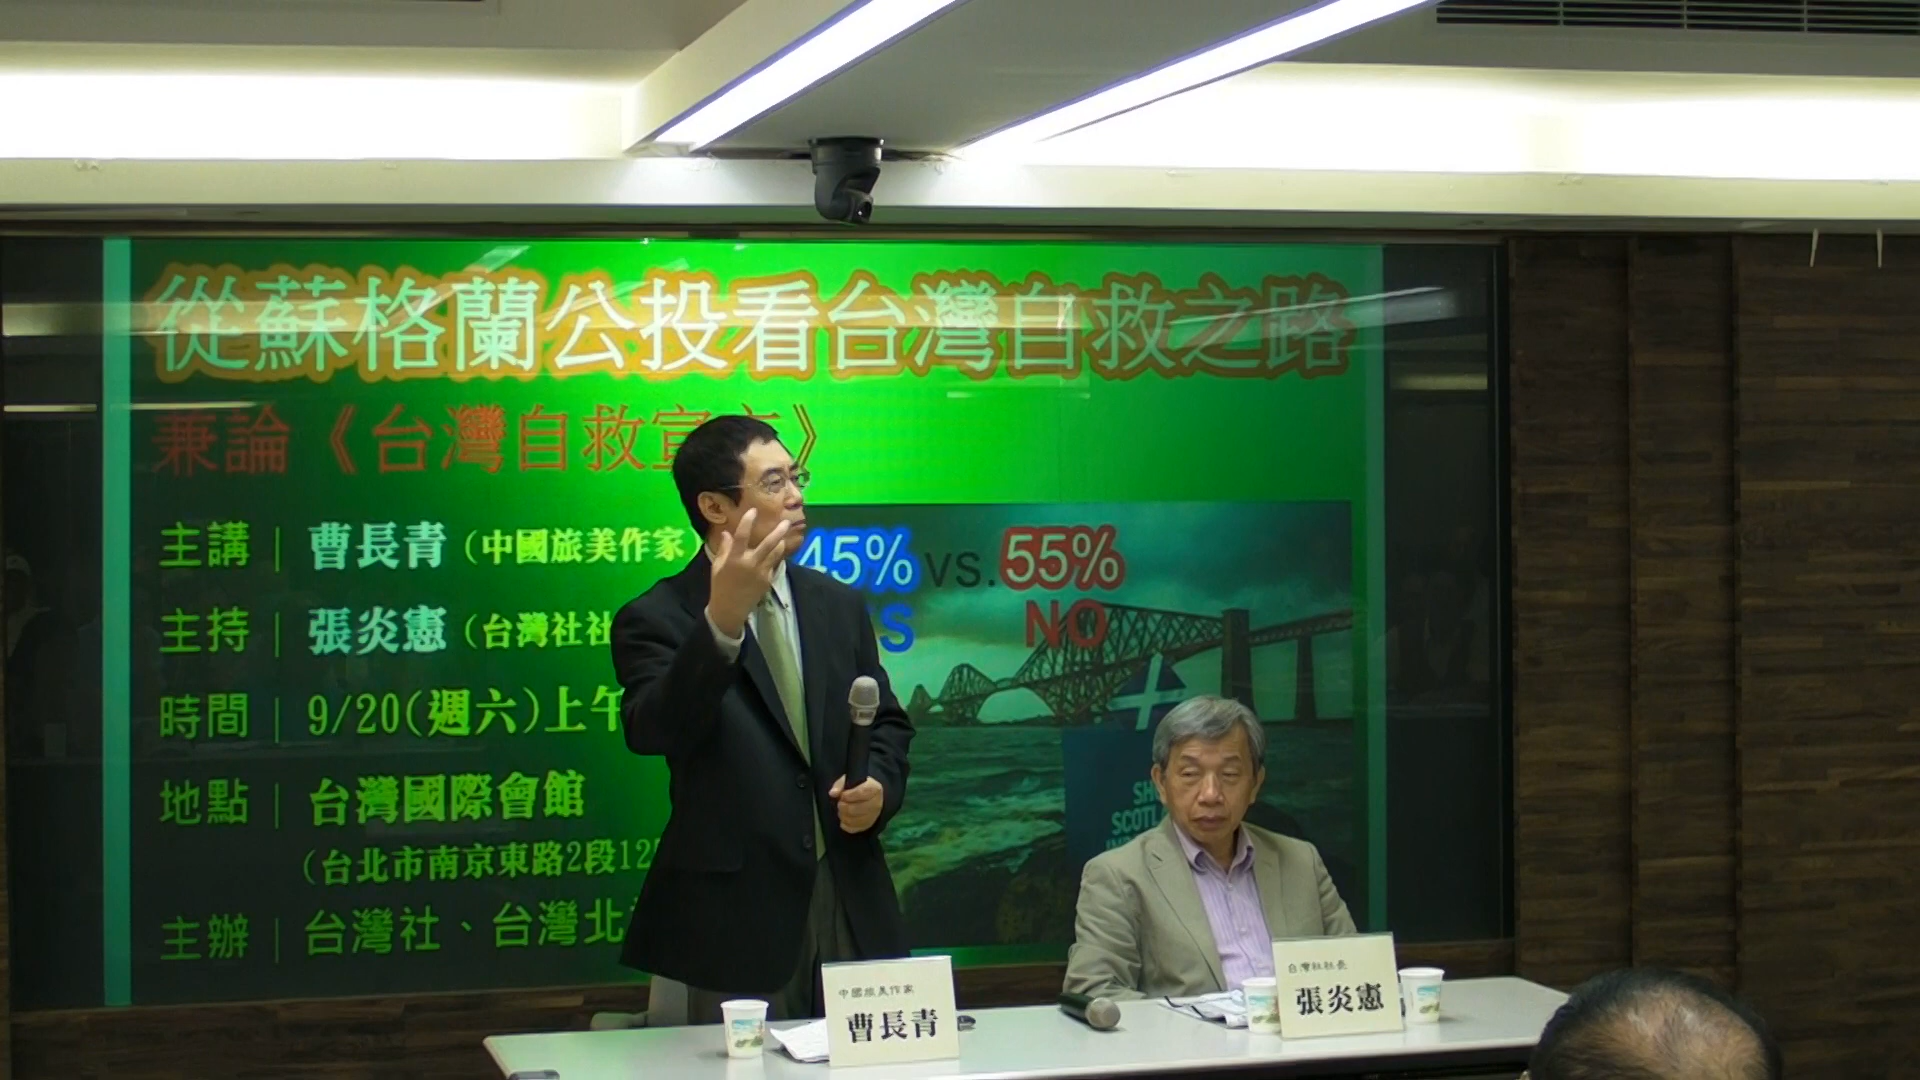 從蘇格蘭公投看台灣自救之路
兼論《台灣自救宣言》
主講｜曹長青（中國旅美作家）
主持｜張炎憲（台灣社社
時間｜9/20(週六)上午
地點｜台灣國際會館
（台北市南京東路2段12
主辦｜台灣社、台灣北
45% vs. 55%
S NO
SCOTL
中國旅美作家
曹長青
台灣社社長
張炎憲